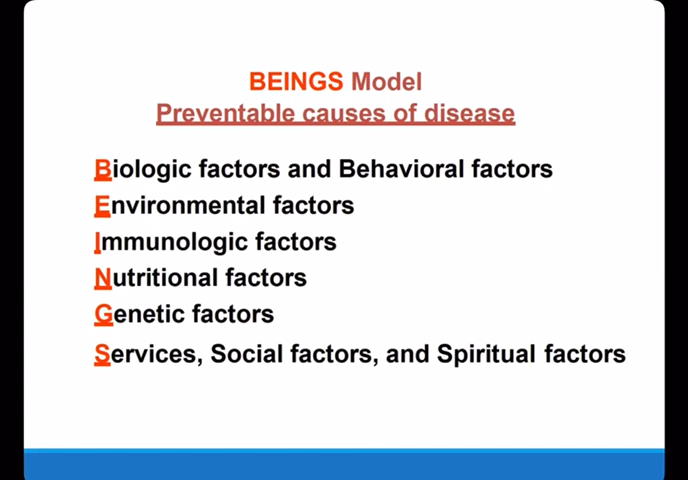 BEINGS Model
Preventable causes of disease
Biologic factors and Behavioral factors
Environmental factors
Immunologic factors
Nutritional factors
Genetic factors
Services, Social factors, and Spiritual factors